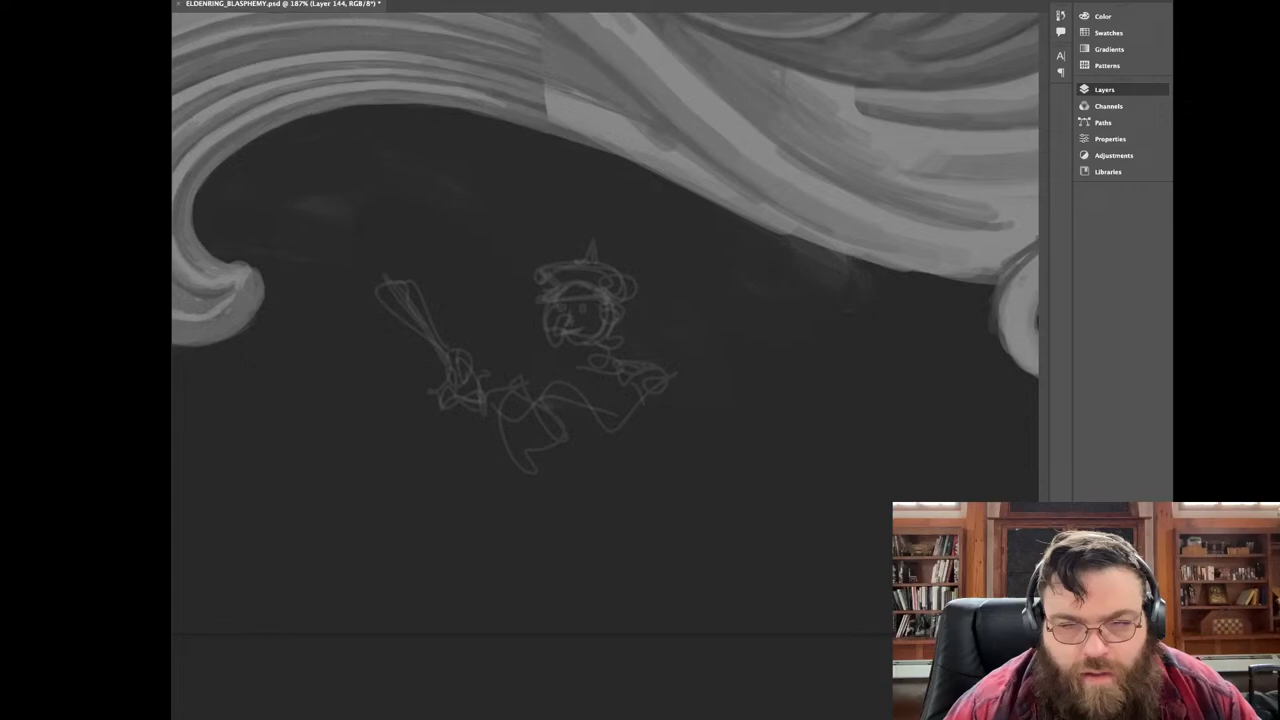 ELDENRING_BLASPHEMY.psd @ 187% (Layer 144, RGB/8*) *
Color
Swatches
Gradients
Patterns
Layers
Channels
Paths
Properties
Adjustments
Libraries